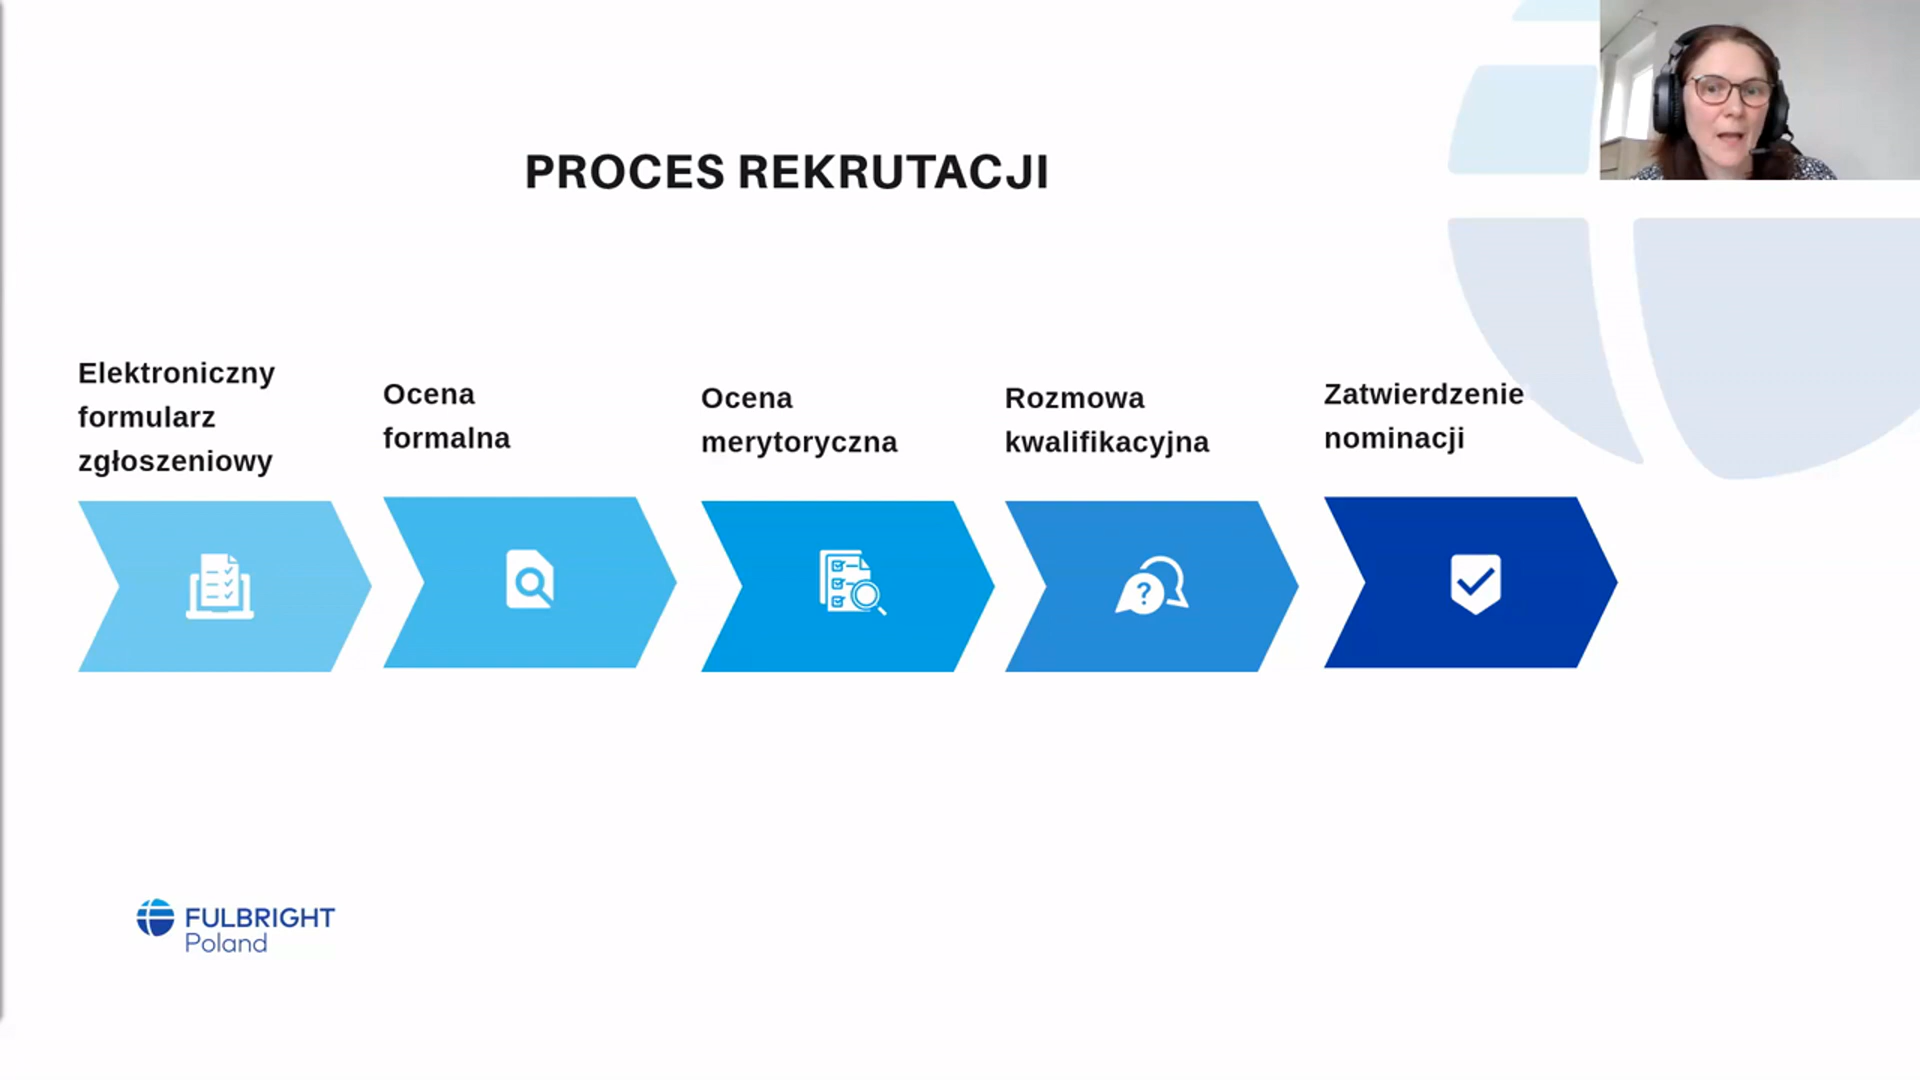 PROCES REKRUTACJI
Elektroniczny
formularz
zgłoszeniowy
Ocena
formalna
Ocena
merytoryczna
Rozmowa
kwalifikacyjna
Zatwierdzenie
nominacji
?
FULBRIGHT
Poland